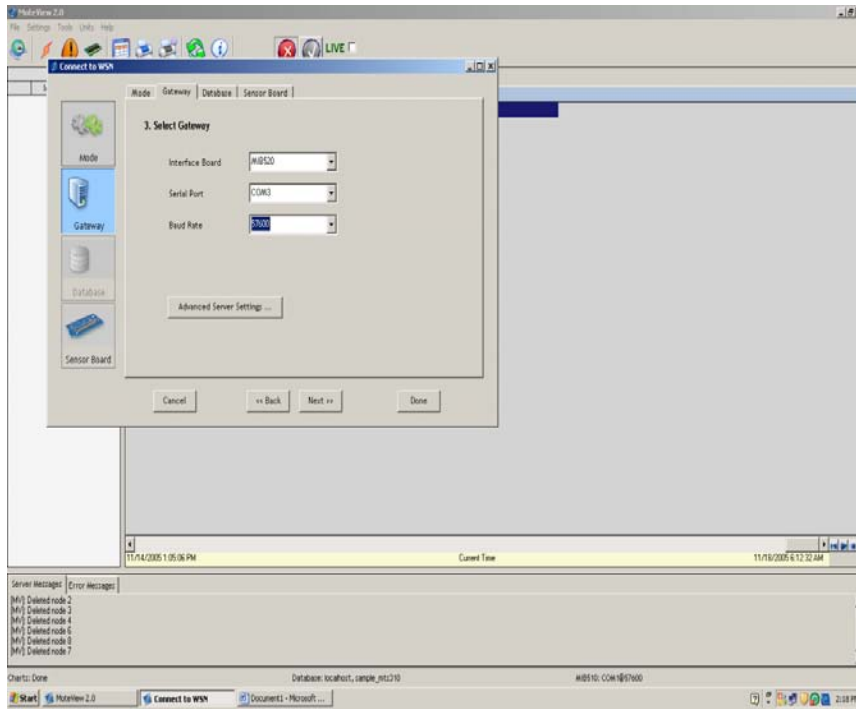 MoteView 2.0
File Settings Tools Units Help
LIVE
Connect to WSN
Mode Gateway Database Sensor Board
Mode
Gateway
Database
Sensor Board
3. Select Gateway
Interface Board MIB520
Serial Port COM3
Baud Rate 57600
Advanced Server Settings ...
Cancel << Back Next >> Done
11/14/2005 1:05:06 PM Current Time 11/18/2005 6:12:32 AM
Server Messages Error Messages
[MV]: Deleted node 2
[MV]: Deleted node 3
[MV]: Deleted node 4
[MV]: Deleted node 6
[MV]: Deleted node 8
[MV]: Deleted node 7
Charts: Done Database: localhost, sample_mts310 MIB510: COM1@57600
Start MoteView 2.0 Connect to WSN Document1 - Microsoft ... 2:18 PM